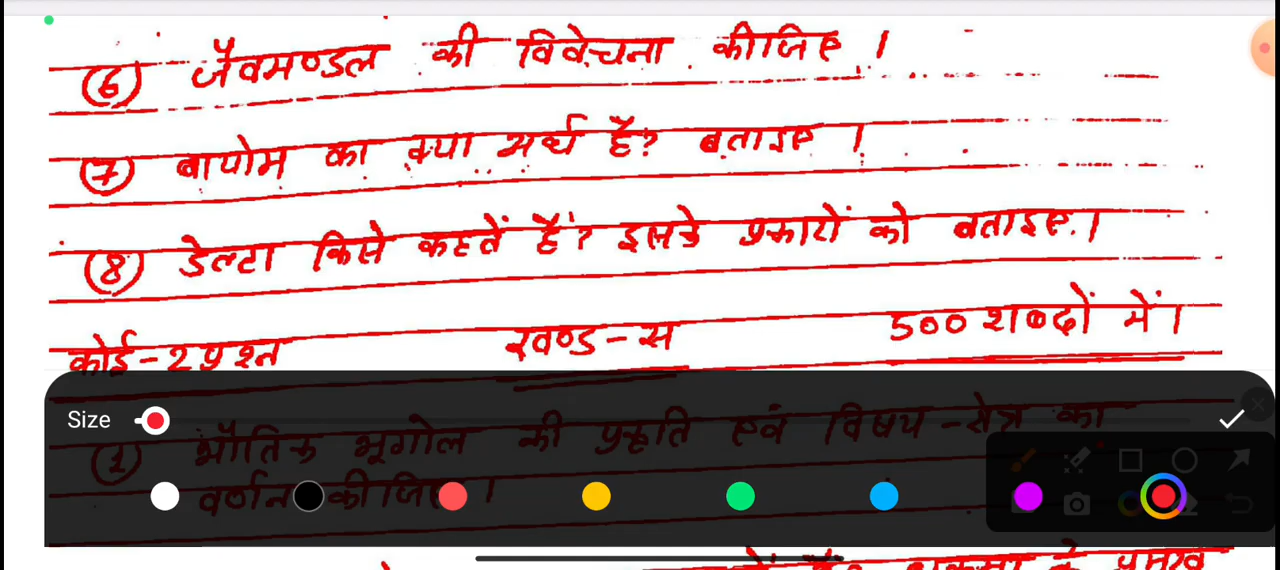 (6) जैवमण्डल की विवेचना कीजिए ।
(7) बायोम का क्या अर्थ है? बताइए ।
(8) डेल्टा किसे कहतें हैं? इसके प्रकारों को बताइए ।
कोई-2 प्रश्न खण्ड-स 500 शब्दों में ।
Size
(1) भौतिक भूगोल की प्रकृति एवं विषय-क्षेत्र का
वर्णन कीजिए ।
के प्रमुख